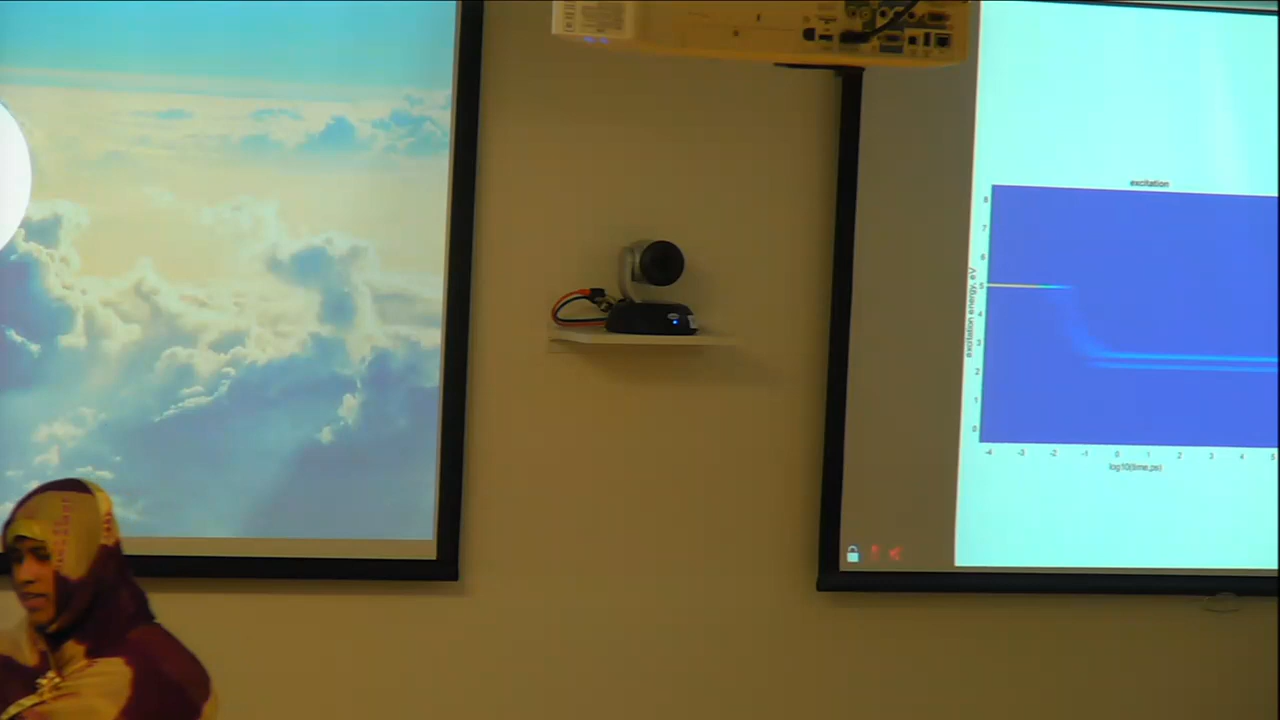 excitation
excitation energy, eV
8
7
6
5
4
3
2
1
0
-4 -3 -2 -1 0 1 2 3 4 5
log10(time,ps)